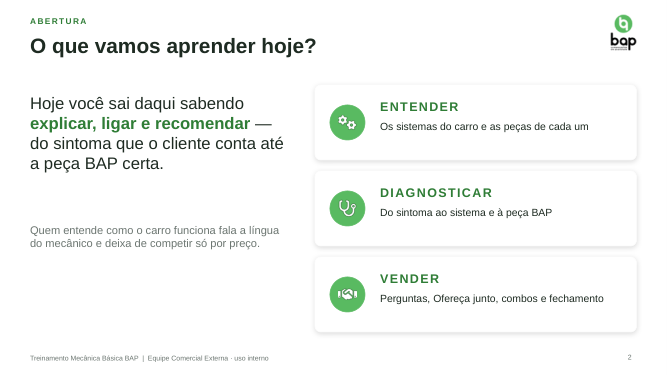 ABERTURA
O que vamos aprender hoje?
bap
Hoje você sai daqui sabendo
explicar, ligar e recomendar —
do sintoma que o cliente conta até
a peça BAP certa.
Quem entende como o carro funciona fala a língua
do mecânico e deixa de competir só por preço.
ENTENDER
Os sistemas do carro e as peças de cada um
DIAGNOSTICAR
Do sintoma ao sistema e à peça BAP
VENDER
Perguntas, Ofereça junto, combos e fechamento
Treinamento Mecânica Básica BAP | Equipe Comercial Externa · uso interno
2